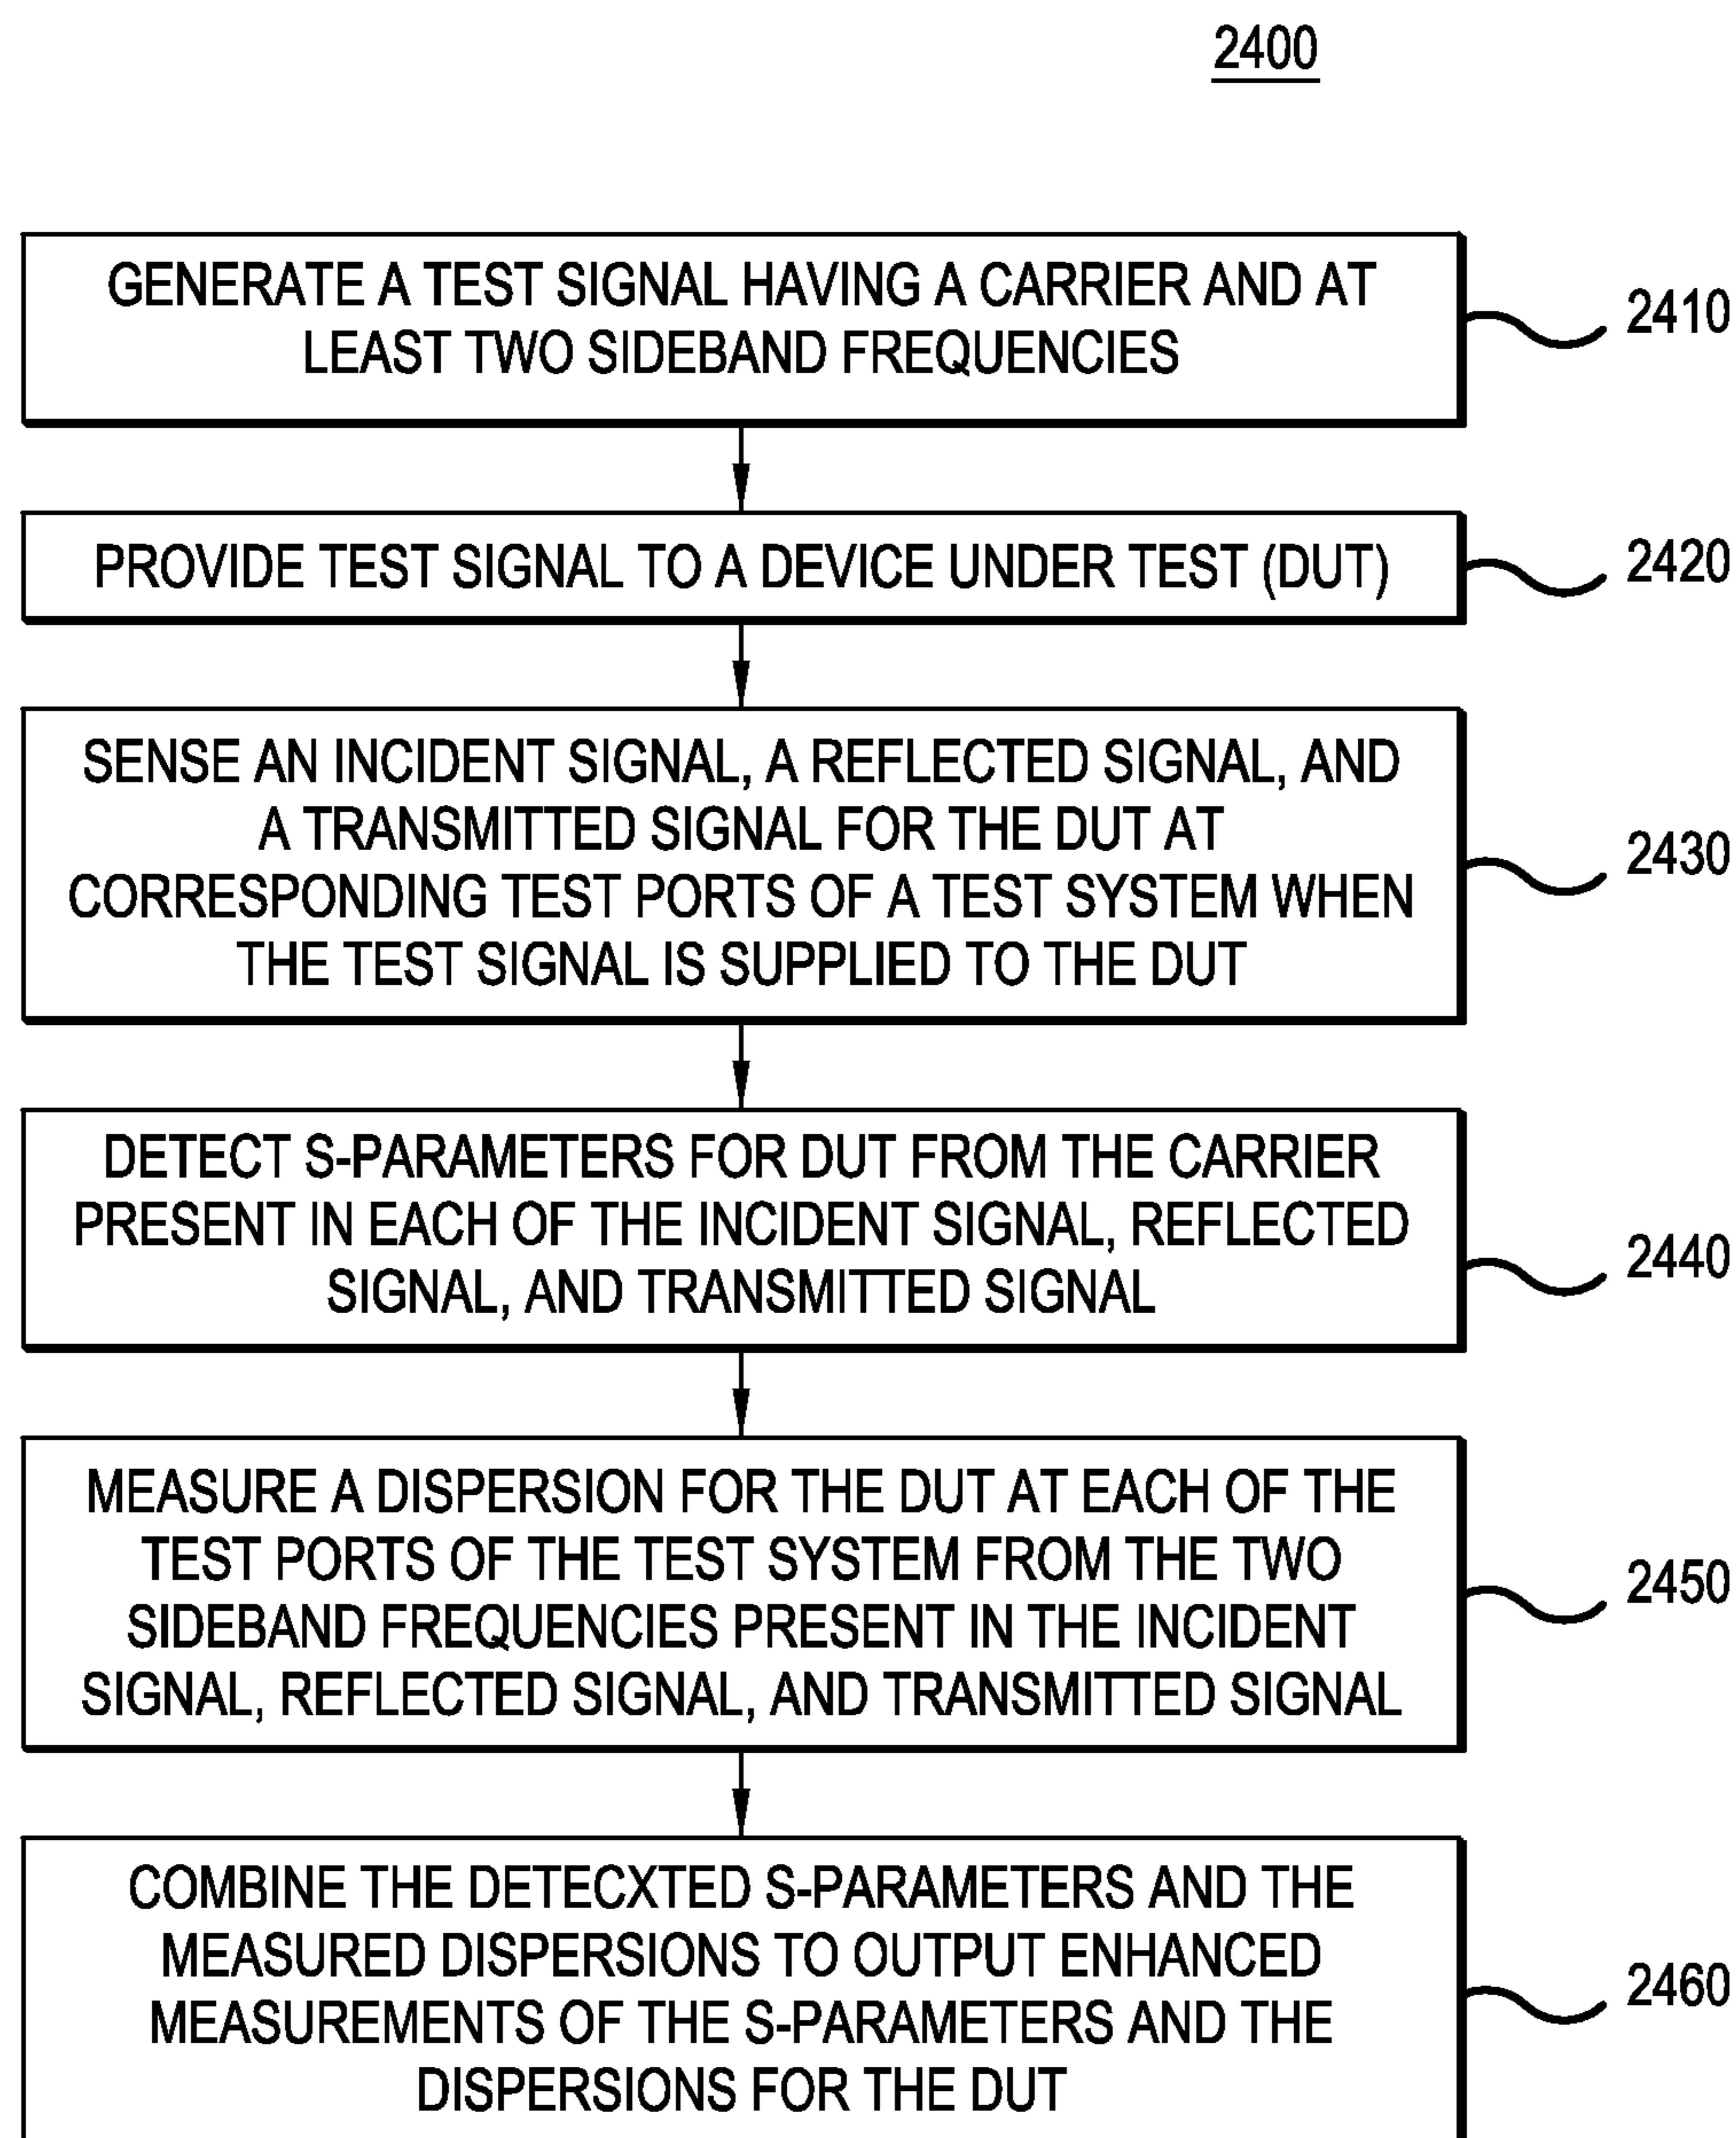 2400
GENERATE A TEST SIGNAL HAVING A CARRIER AND AT
LEAST TWO SIDEBAND FREQUENCIES
2410
PROVIDE TEST SIGNAL TO A DEVICE UNDER TEST (DUT)
2420
SENSE AN INCIDENT SIGNAL, A REFLECTED SIGNAL, AND
A TRANSMITTED SIGNAL FOR THE DUT AT
CORRESPONDING TEST PORTS OF A TEST SYSTEM WHEN
THE TEST SIGNAL IS SUPPLIED TO THE DUT
2430
DETECT S-PARAMETERS FOR DUT FROM THE CARRIER
PRESENT IN EACH OF THE INCIDENT SIGNAL, REFLECTED
SIGNAL, AND TRANSMITTED SIGNAL
2440
MEASURE A DISPERSION FOR THE DUT AT EACH OF THE
TEST PORTS OF THE TEST SYSTEM FROM THE TWO
SIDEBAND FREQUENCIES PRESENT IN THE INCIDENT
SIGNAL, REFLECTED SIGNAL, AND TRANSMITTED SIGNAL
2450
COMBINE THE DETECXTED S-PARAMETERS AND THE
MEASURED DISPERSIONS TO OUTPUT ENHANCED
MEASUREMENTS OF THE S-PARAMETERS AND THE
DISPERSIONS FOR THE DUT
2460